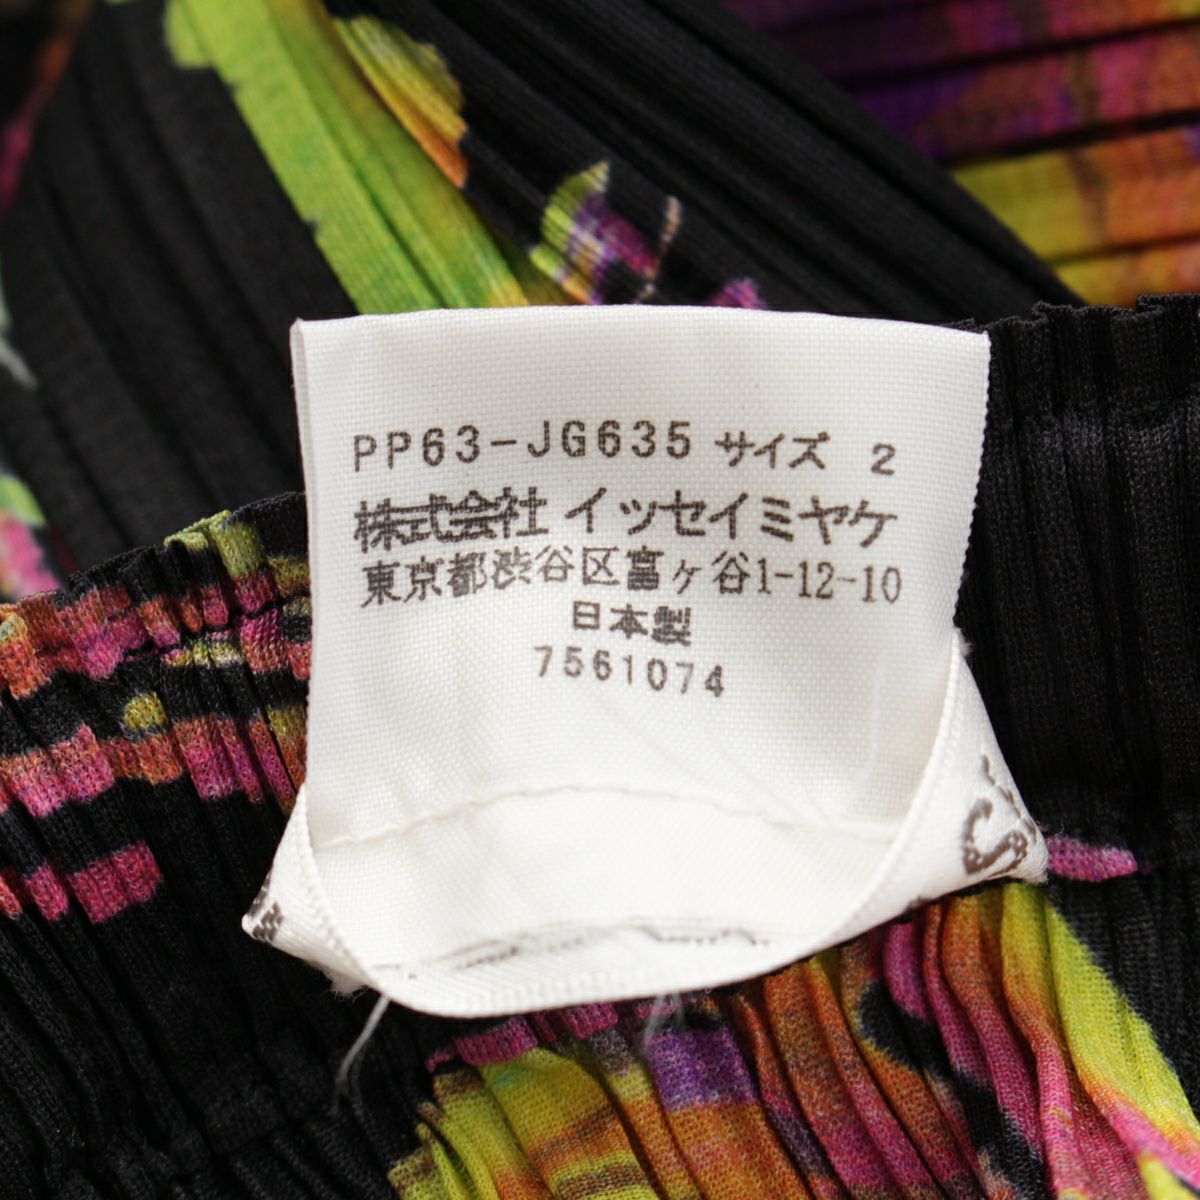 PP63-JG635 サイズ 2
株式会社 イッセイミヤケ
東京都渋谷区富ヶ谷1-12-10
日本製
7561074